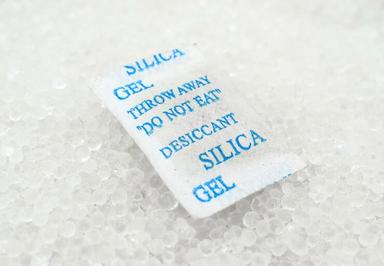 SILICA
GEL
THROW AWAY
"DO NOT EAT"
DESICCANT
SILICA
GEL